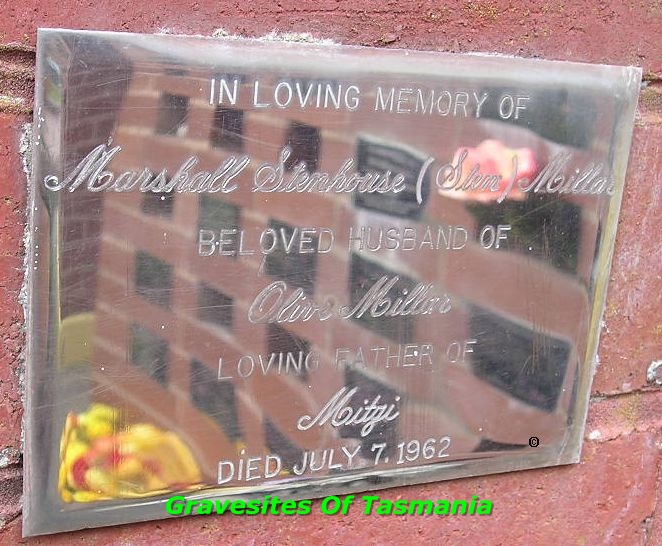 IN LOVING MEMORY OF
Marshall Stenhouse (Sten) Millar
BELOVED HUSBAND OF
Olive Millar
LOVING FATHER OF
Mitzi
DIED JULY 7. 1962
©
Gravesites Of Tasmania